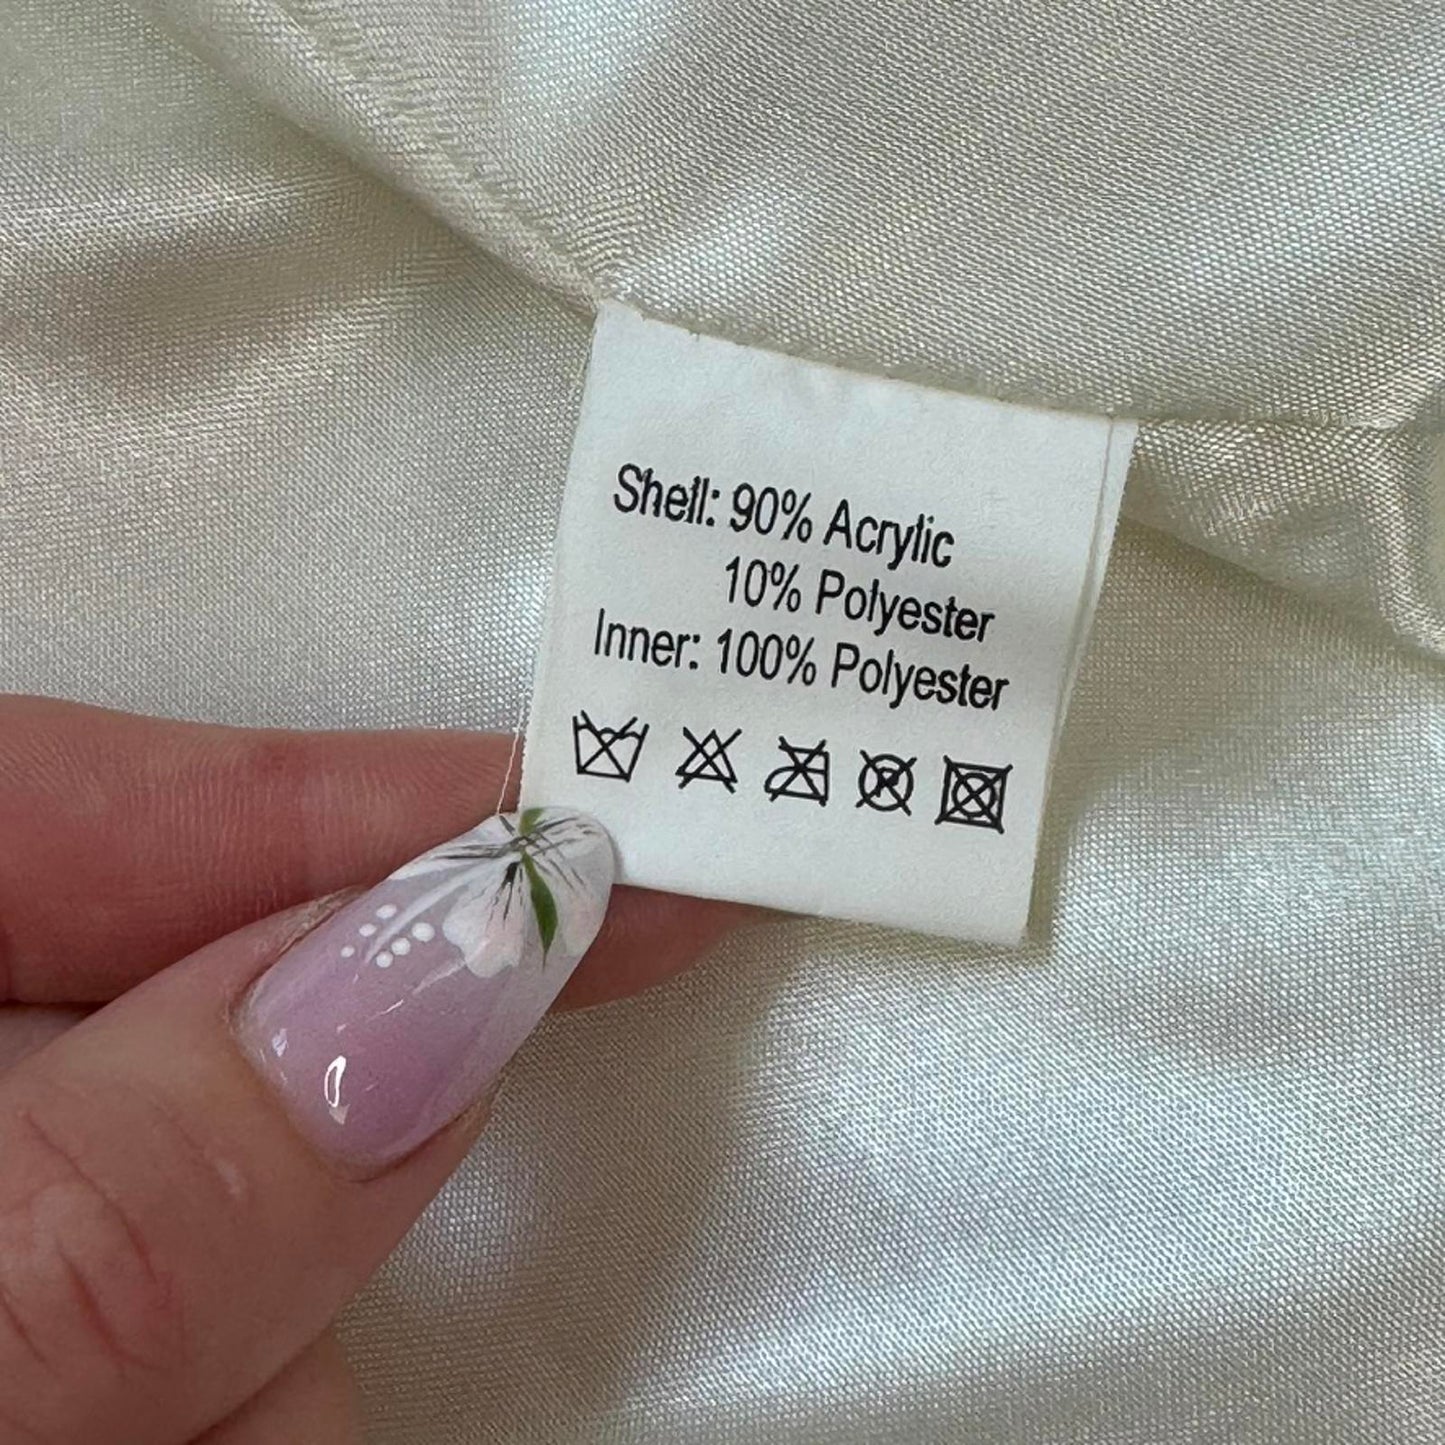 Shell: 90% Acrylic
10% Polyester
Inner: 100% Polyester